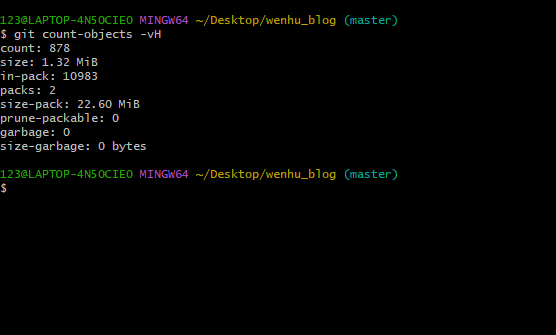 123@LAPTOP-4N5OCIEO MINGW64 ~/Desktop/wenhu_blog (master)
$ git count-objects -vH
count: 878
size: 1.32 MiB
in-pack: 10983
packs: 2
size-pack: 22.60 MiB
prune-packable: 0
garbage: 0
size-garbage: 0 bytes
123@LAPTOP-4N5OCIEO MINGW64 ~/Desktop/wenhu_blog (master)
$